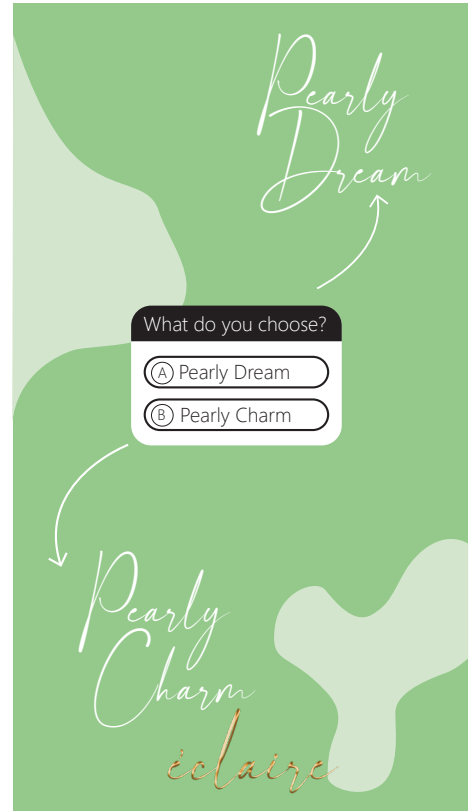 Pearly
Dream
What do you choose?
A Pearly Dream
B Pearly Charm
Pearly
Charm
éclaire